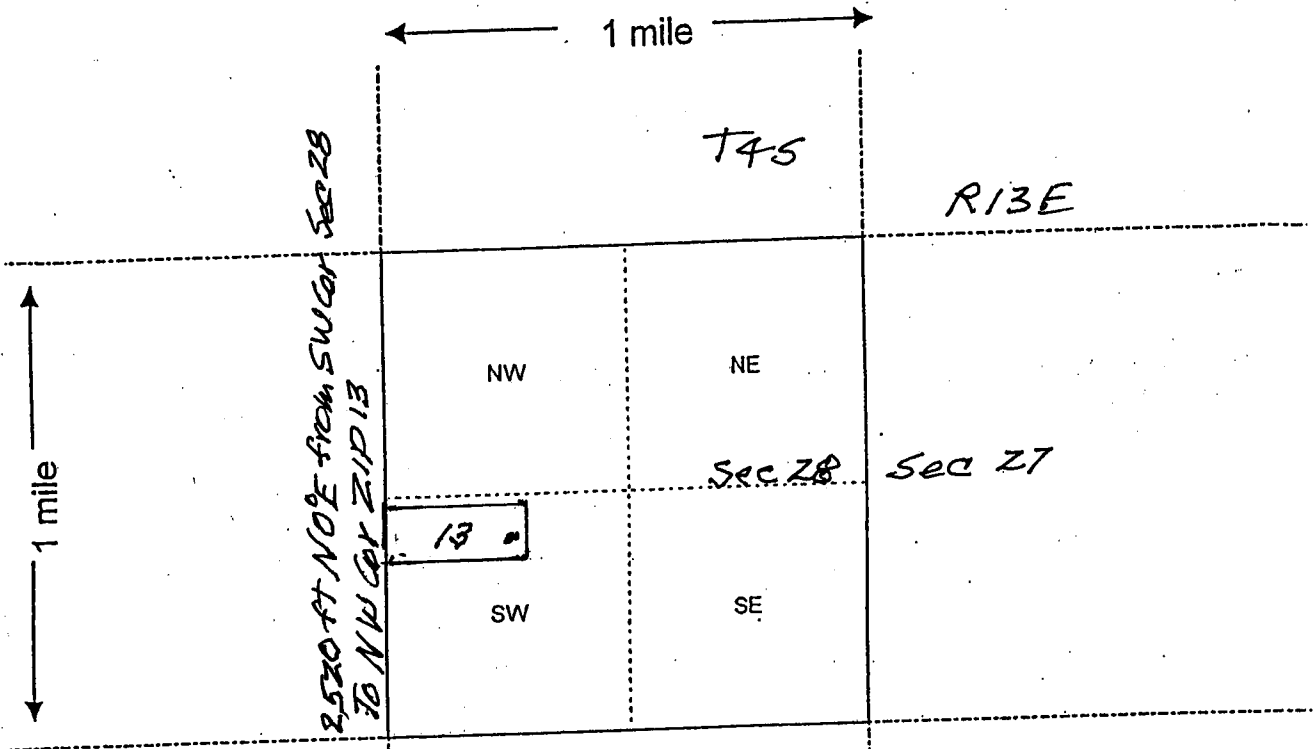 1 mile
T4S
R13E
2,520 ft N0°E from SW Cor Sec 28
To NW Cor ZIP 13
1 mile
NW
NE
Sec 28
Sec 27
13
SW
SE